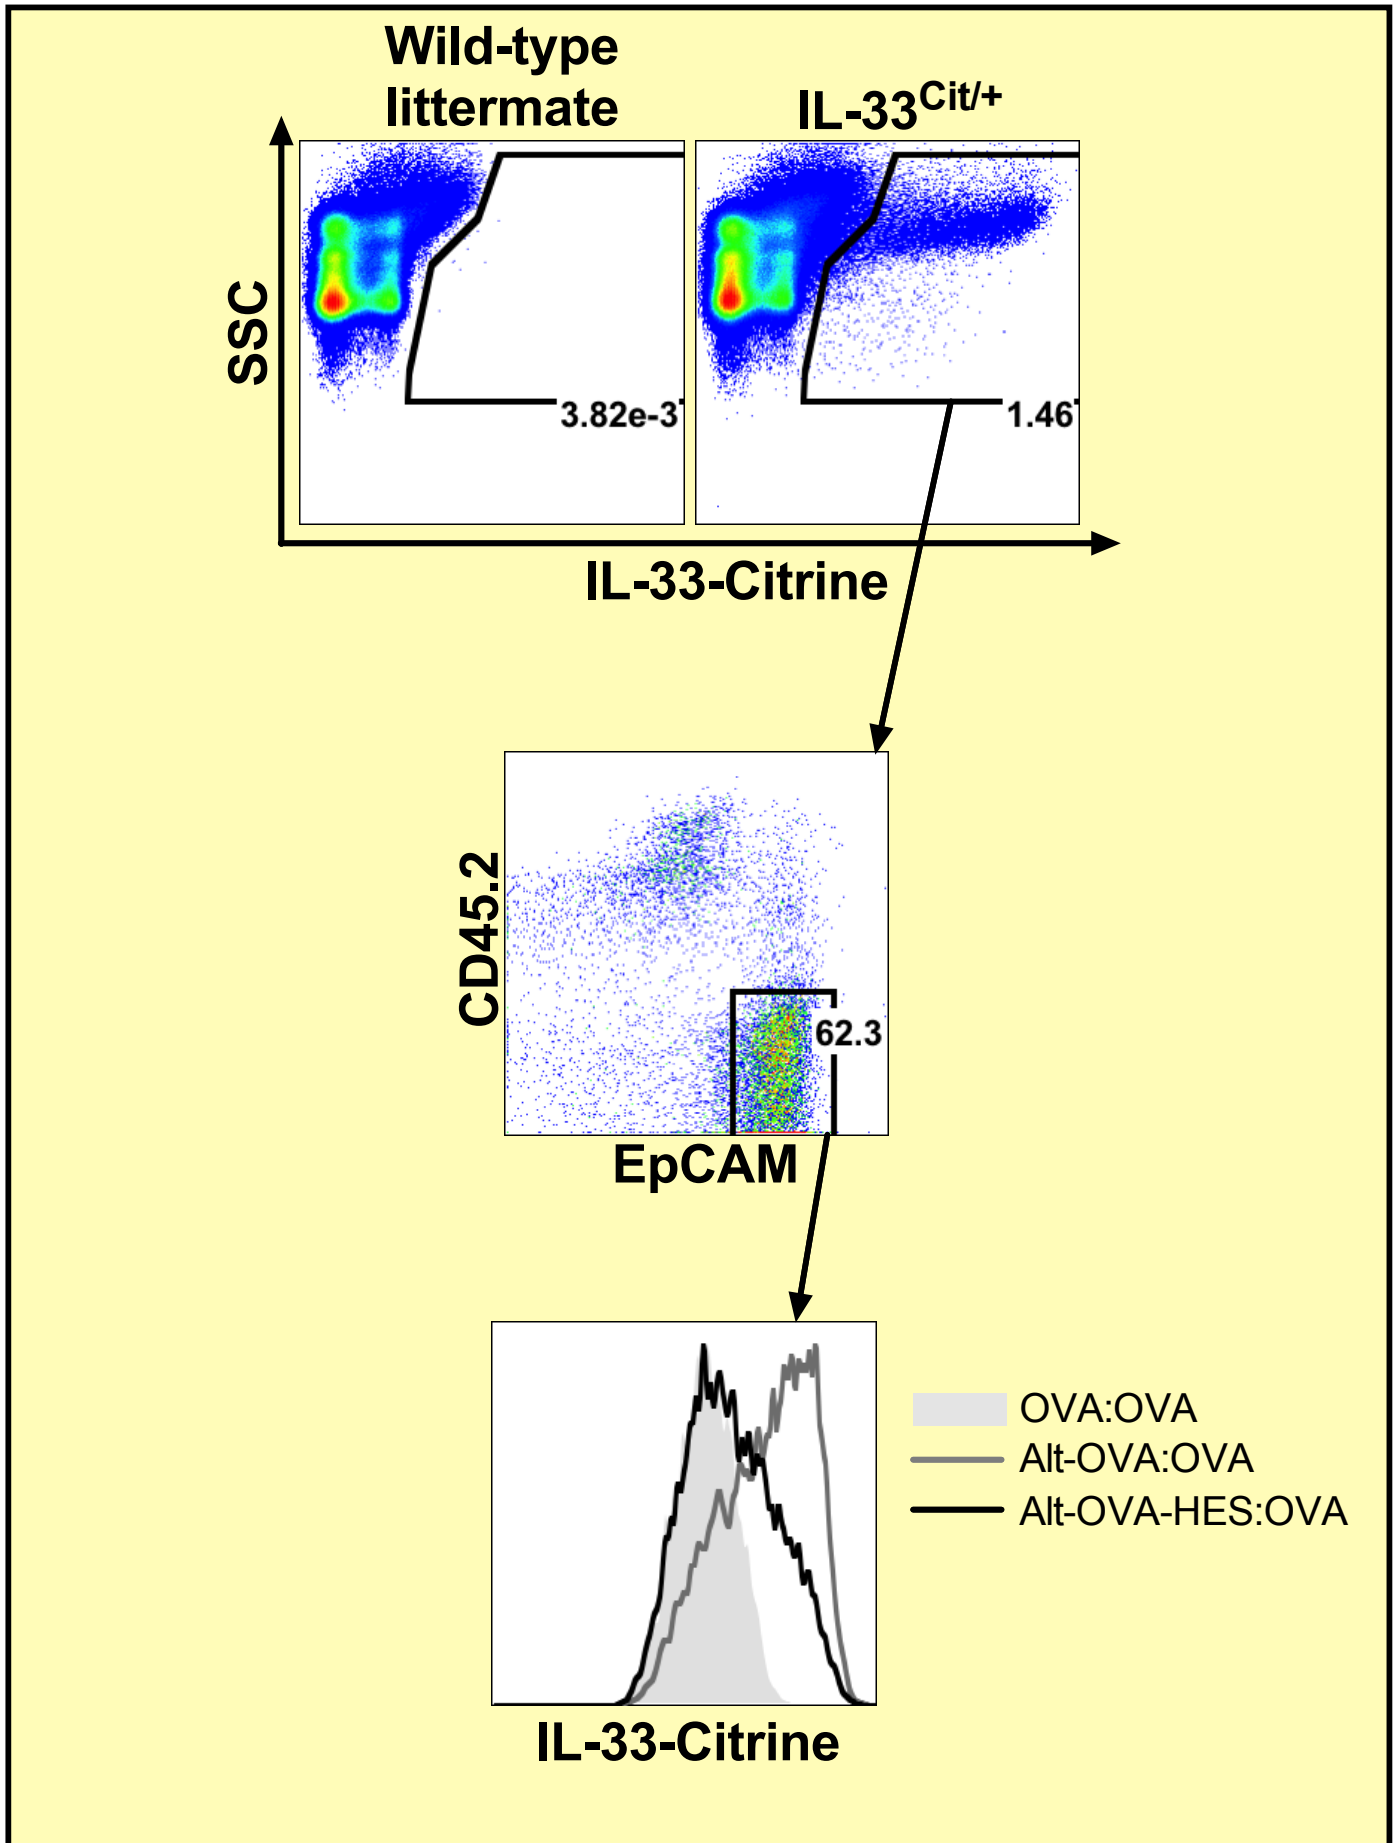 Wild-type
littermate
IL-33Cit/+
SSC
3.82e-3
1.46
IL-33-Citrine
CD45.2
62.3
EpCAM
OVA:OVA
Alt-OVA:OVA
Alt-OVA-HES:OVA
IL-33-Citrine